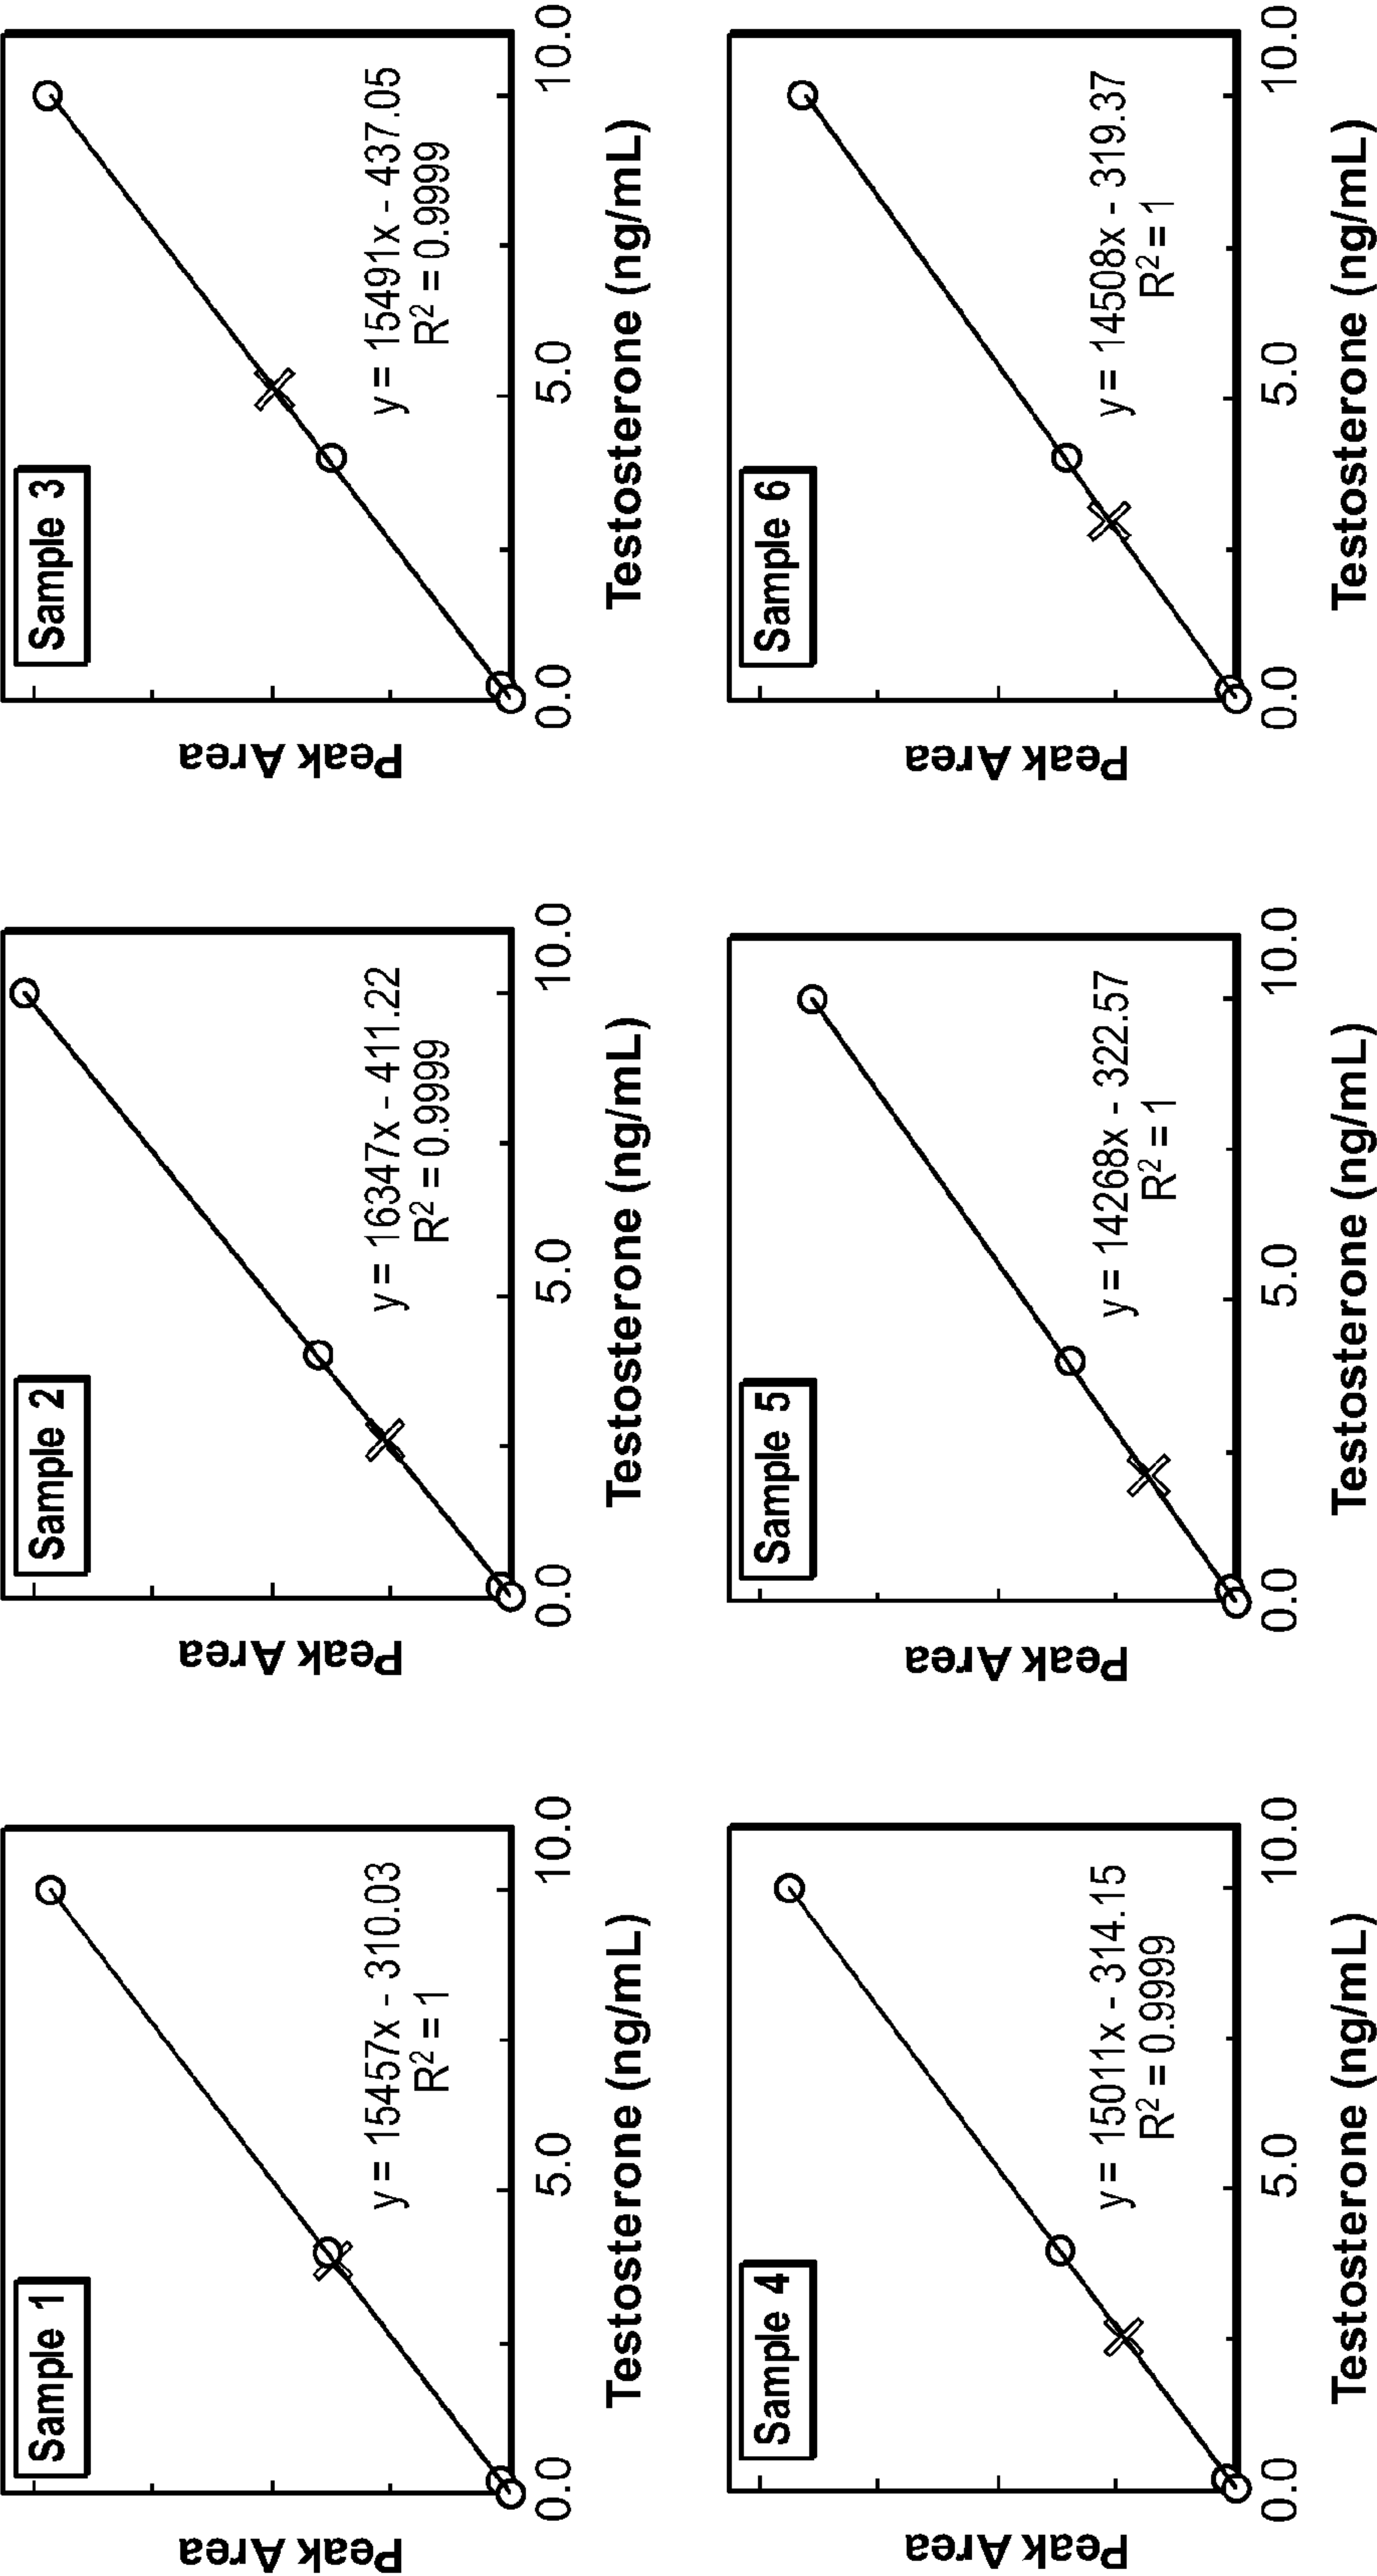 Sample 1
Peak Area
y = 15457x - 310.03
R² = 1
0.0 5.0 10.0
Testosterone (ng/mL)
Sample 2
Peak Area
y = 16347x - 411.22
R² = 0.9999
0.0 5.0 10.0
Testosterone (ng/mL)
Sample 3
Peak Area
y = 15491x - 437.05
R² = 0.9999
0.0 5.0 10.0
Testosterone (ng/mL)
Sample 4
Peak Area
y = 15011x - 314.15
R² = 0.9999
0.0 5.0 10.0
Testosterone (ng/mL)
Sample 5
Peak Area
y = 14268x - 322.57
R² = 1
0.0 5.0 10.0
Testosterone (ng/mL)
Sample 6
Peak Area
y = 14508x - 319.37
R² = 1
0.0 5.0 10.0
Testosterone (ng/mL)